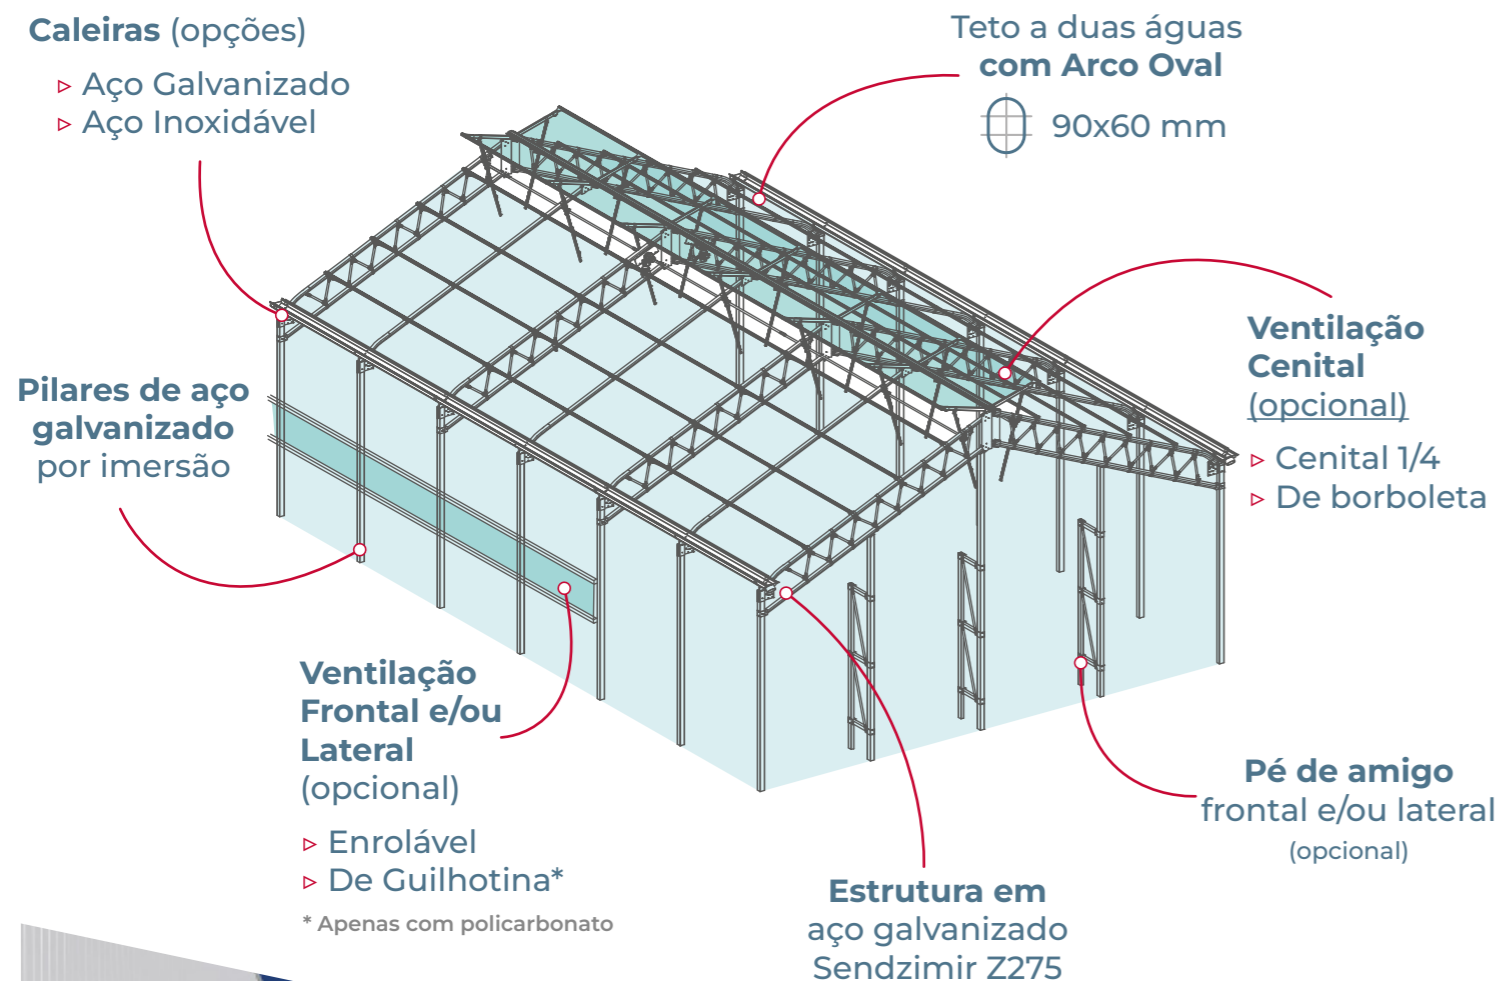 Caleiras (opções)
▹ Aço Galvanizado
▹ Aço Inoxidável
Teto a duas águas
com Arco Oval
90x60 mm
Ventilação
Cenital
(opcional)
▹ Cenital 1/4
▹ De borboleta
Pilares de aço
galvanizado
por imersão
Ventilação
Frontal e/ou
Lateral
(opcional)
▹ Enrolável
▹ De Guilhotina*
* Apenas com policarbonato
Estrutura em
aço galvanizado
Sendzimir Z275
Pé de amigo
frontal e/ou lateral
(opcional)